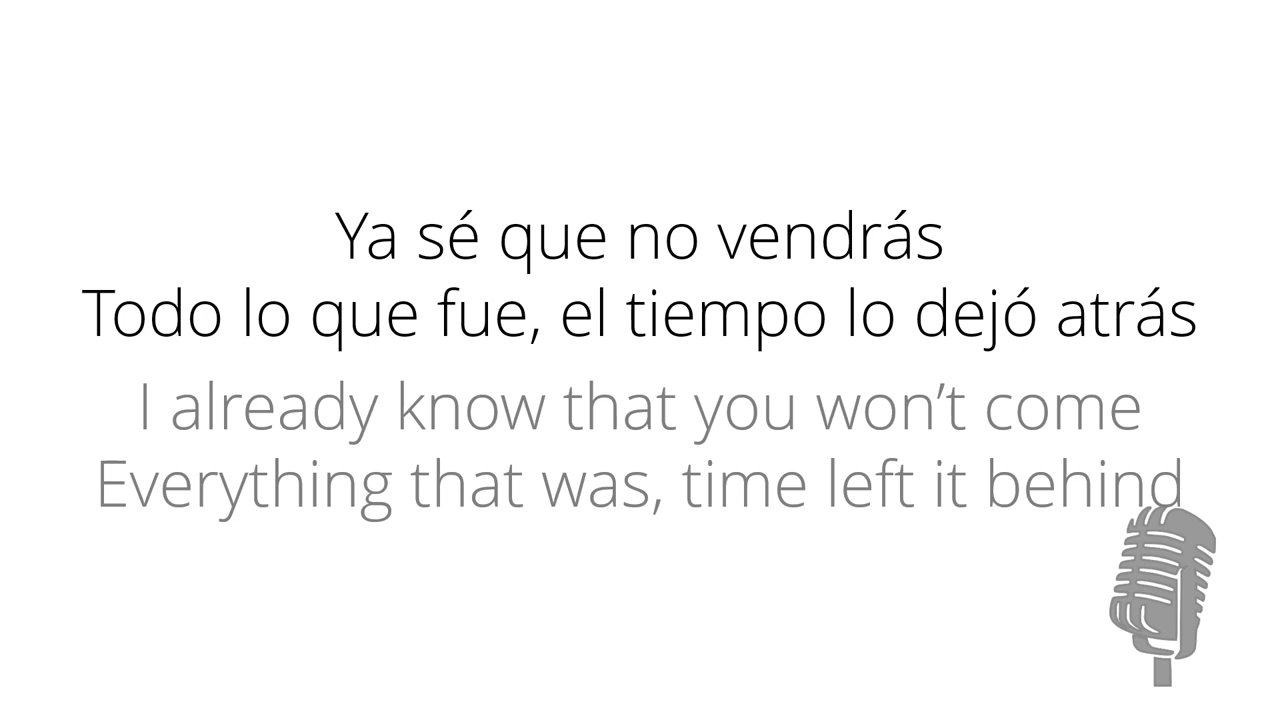 Ya sé que no vendrás
Todo lo que fue, el tiempo lo dejó atrás
I already know that you won’t come
Everything that was, time left it behind